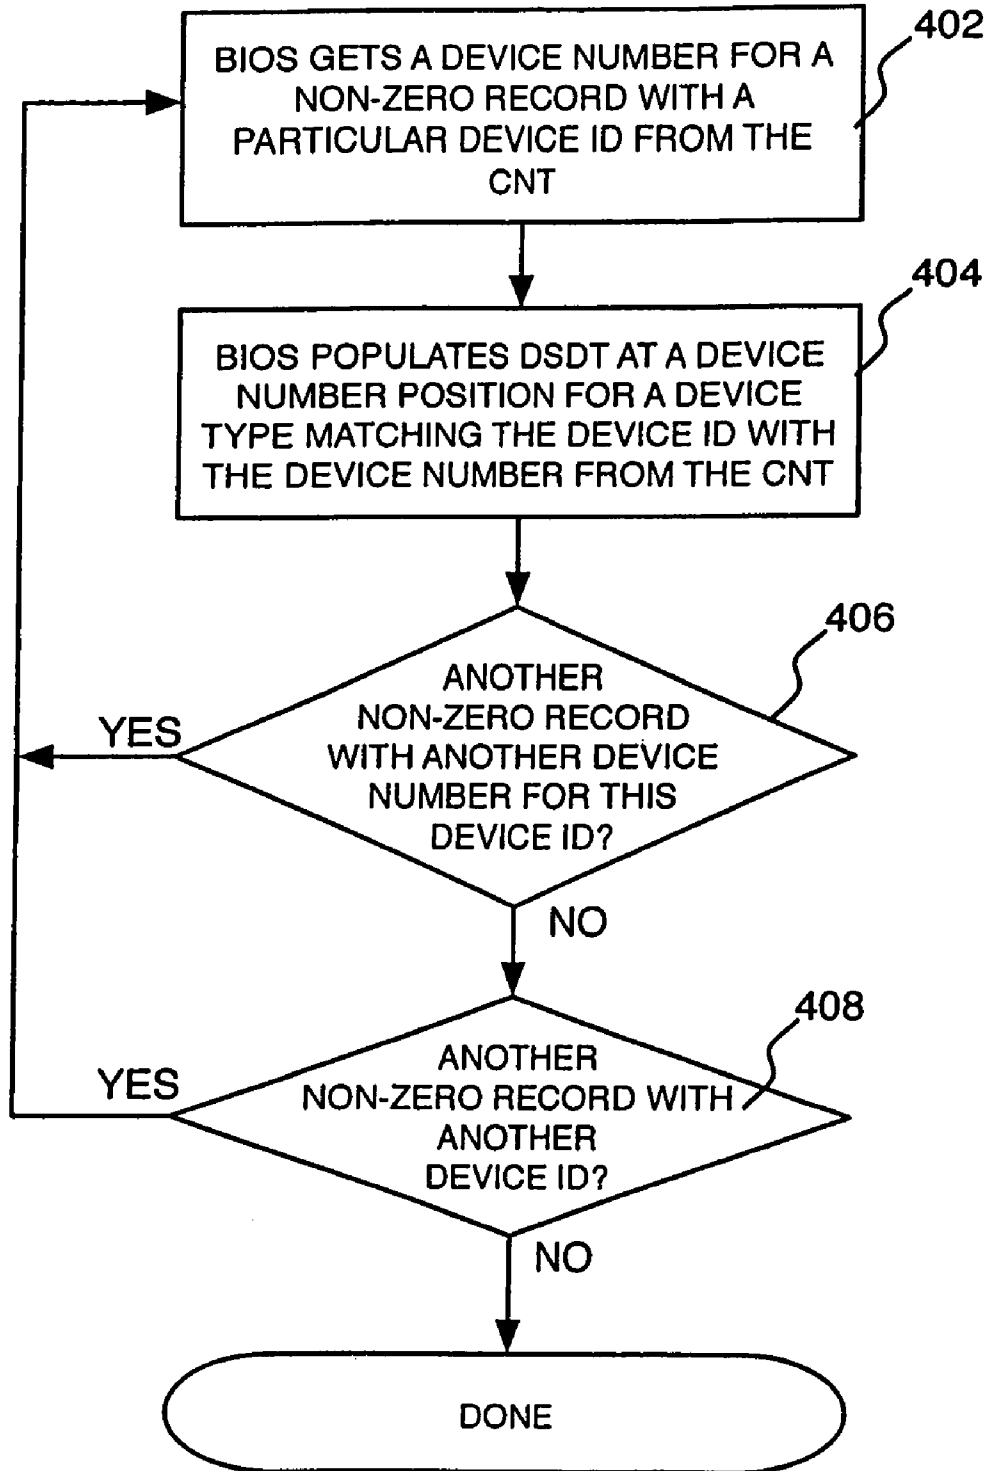 402
BIOS GETS A DEVICE NUMBER FOR A
NON-ZERO RECORD WITH A
PARTICULAR DEVICE ID FROM THE
CNT
404
BIOS POPULATES DSDT AT A DEVICE
NUMBER POSITION FOR A DEVICE
TYPE MATCHING THE DEVICE ID WITH
THE DEVICE NUMBER FROM THE CNT
406
ANOTHER
NON-ZERO RECORD
WITH ANOTHER DEVICE
NUMBER FOR THIS
DEVICE ID?
YES
NO
408
ANOTHER
NON-ZERO RECORD WITH
ANOTHER
DEVICE ID?
YES
NO
DONE